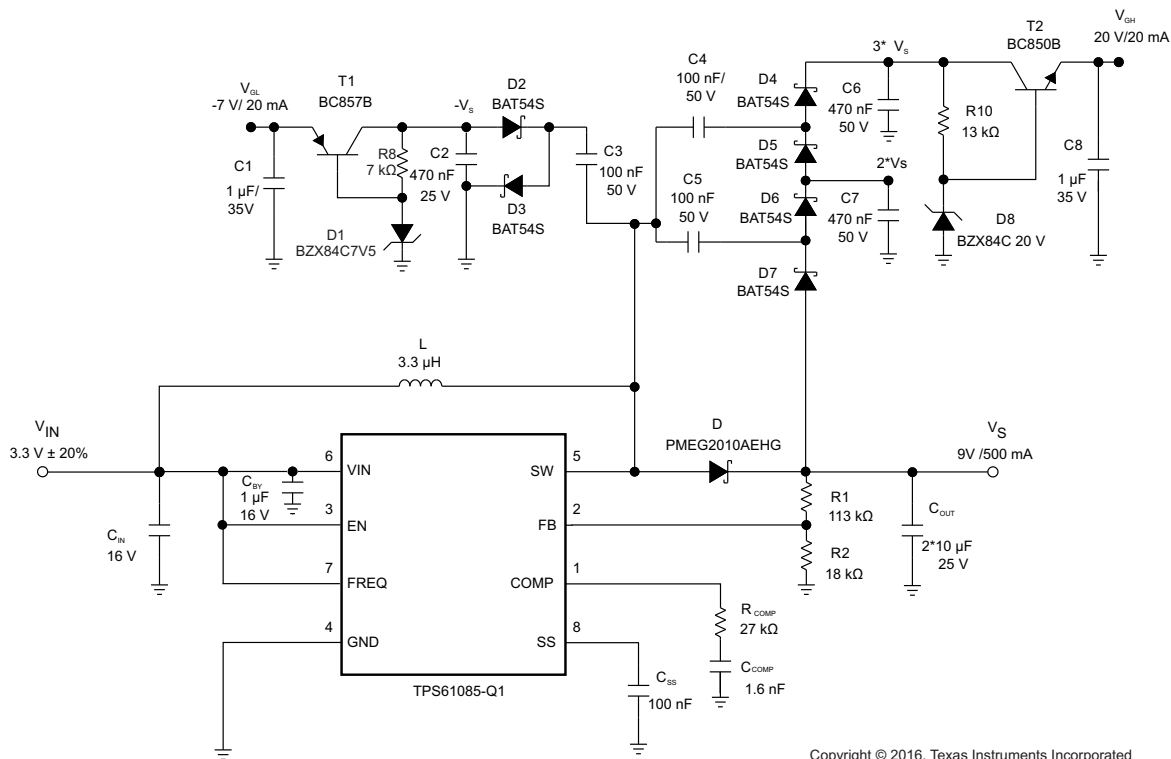 T2
BC850B
V_GH
20 V/20 mA
3* V_S
C4
100 nF/
50 V
D4
BAT54S
C6
470 nF
50 V
R10
13 kΩ
C8
1 µF
35 V
T1
BC857B
V_GL
-7 V/ 20 mA
C1
1 µF/
35V
R8
7 kΩ
-V_S
C2
470 nF
25 V
D2
BAT54S
D3
BAT54S
C3
100 nF
50 V
D1
BZX84C7V5
D5
BAT54S
2*Vs
C5
100 nF
50 V
D6
BAT54S
C7
470 nF
50 V
D8
BZX84C 20 V
D7
BAT54S
L
3.3 µH
V_IN
3.3 V ± 20%
D
PMEG2010AEHG
V_S
9V /500 mA
C_IN
16 V
C_BY
1 µF
16 V
6
VIN
3
EN
7
FREQ
4
GND
5
SW
2
FB
1
COMP
8
SS
TPS61085-Q1
R1
113 kΩ
R2
18 kΩ
C_OUT
2*10 µF
25 V
R_COMP
27 kΩ
C_COMP
1.6 nF
C_SS
100 nF
Copyright © 2016, Texas Instruments Incorporated